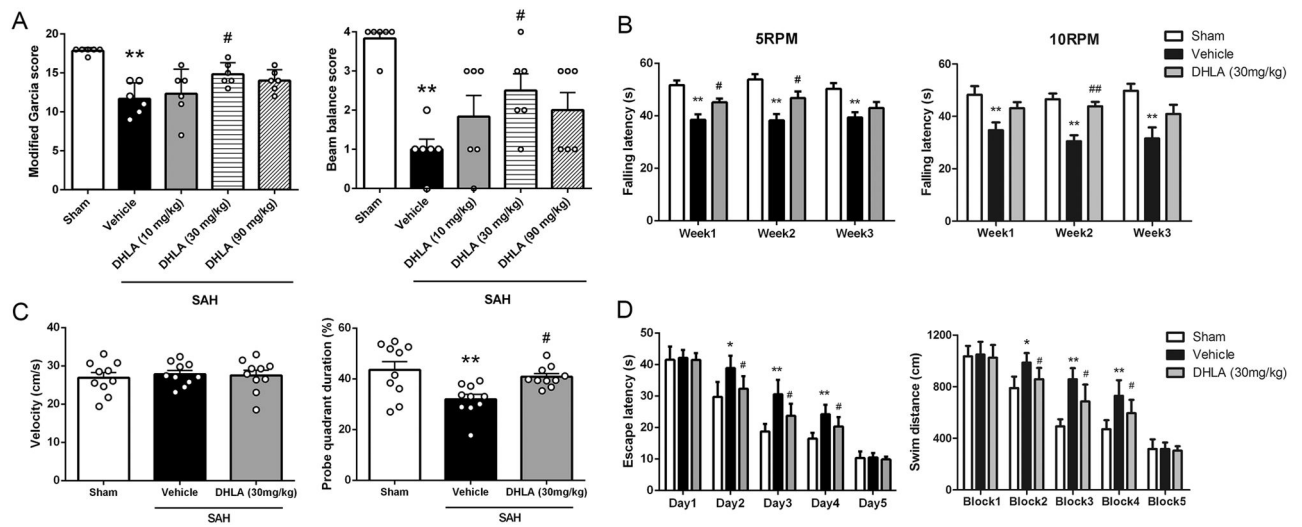 A
Modified Garcia score
20
15
10
5
0
**
#
Sham
Vehicle
DHLA (10 mg/kg)
DHLA (30 mg/kg)
DHLA (90 mg/kg)
SAH
Beam balance score
4
3
2
1
0
**
#
Sham
Vehicle
DHLA (10 mg/kg)
DHLA (30 mg/kg)
DHLA (90 mg/kg)
SAH
B
5RPM
Falling latency (s)
80
60
40
20
0
** #
** #
**
Week1 Week2 Week3
10RPM
Falling latency (s)
60
40
20
0
**
** ##
**
Week1 Week2 Week3
Sham
Vehicle
DHLA (30mg/kg)
C
Velocity (cm/s)
40
30
20
10
0
Sham Vehicle DHLA (30mg/kg)
SAH
Probe quadrant duration (%)
60
40
20
0
**
#
Sham Vehicle DHLA (30mg/kg)
SAH
D
Escape latency (s)
50
40
30
20
10
0
* #
** #
** #
Day1 Day2 Day3 Day4 Day5
Swim distance (cm)
1200
800
400
0
* #
** #
** #
Block1 Block2 Block3 Block4 Block5
Sham
Vehicle
DHLA (30mg/kg)